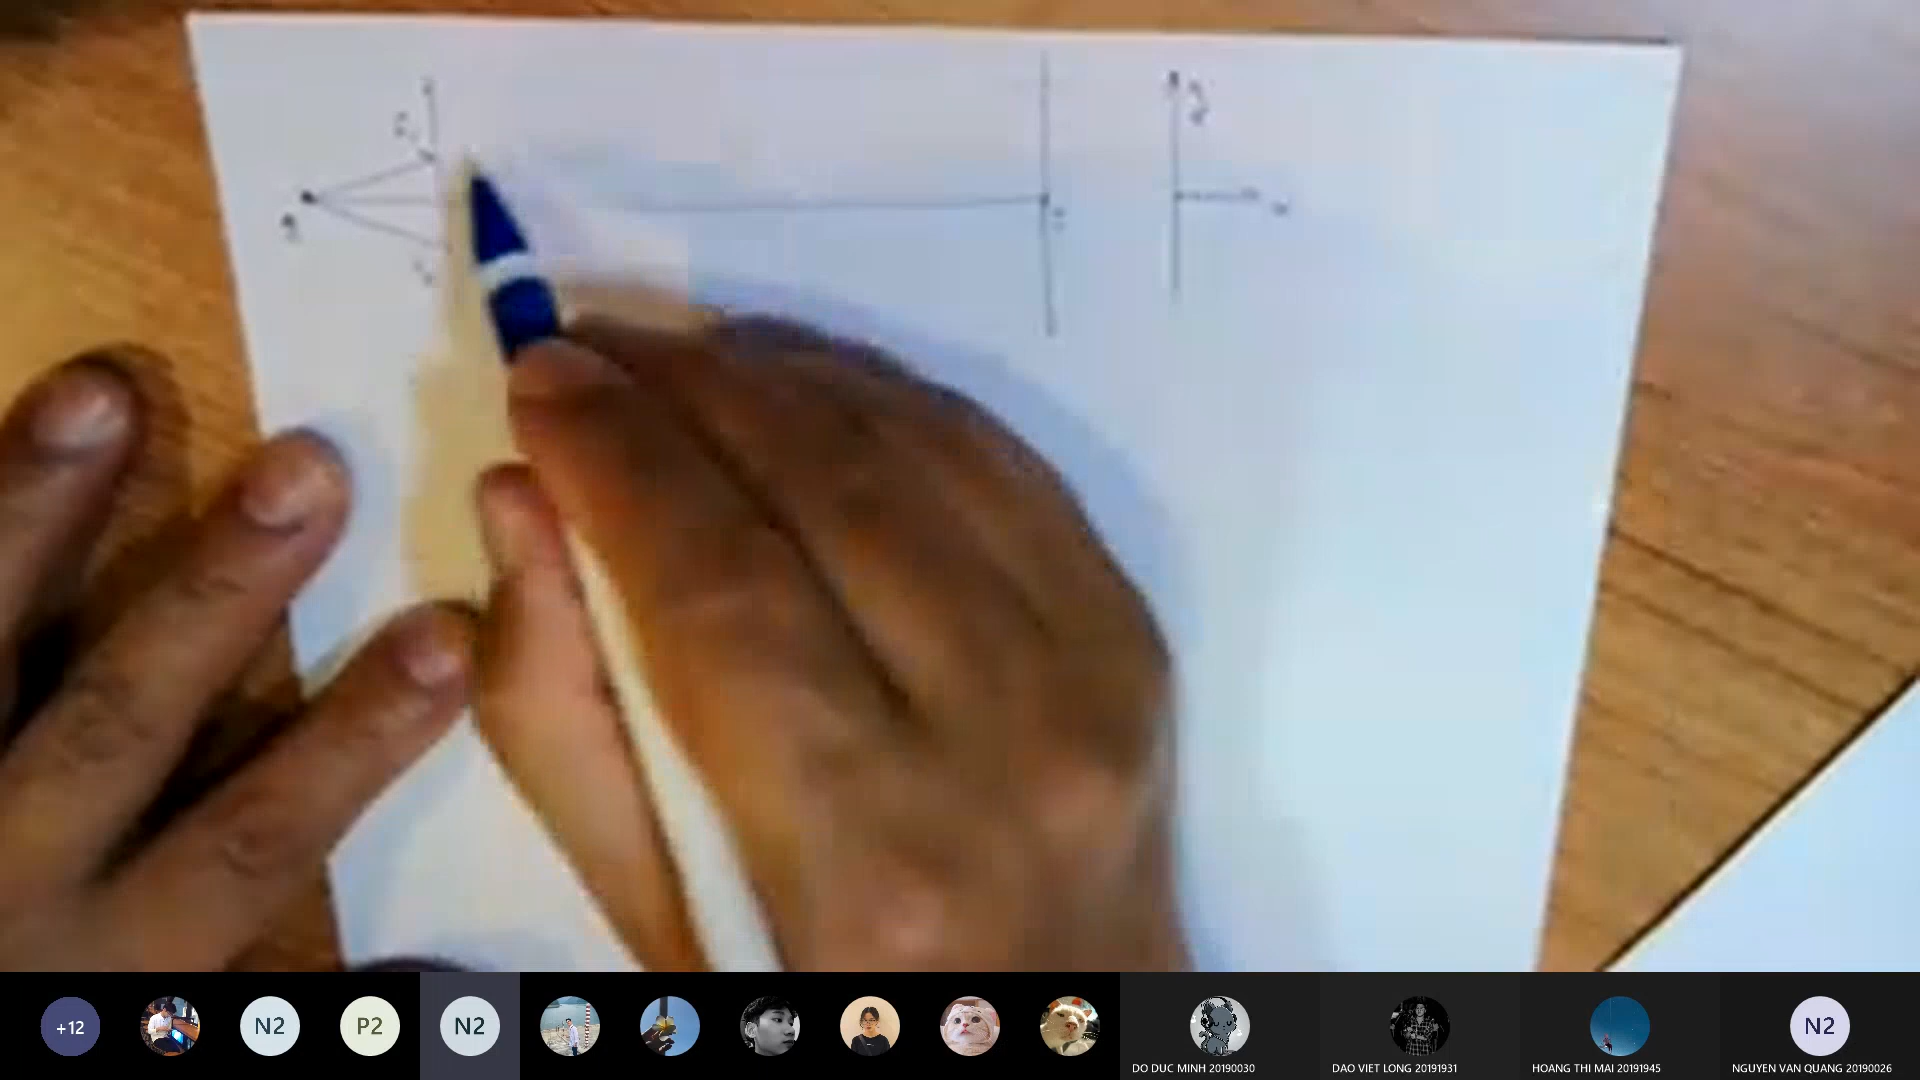 +12
N2
P2
N2
DO DUC MINH 20190030
DAO VIET LONG 20191931
HOANG THI MAI 20191945
N2
NGUYEN VAN QUANG 20190026